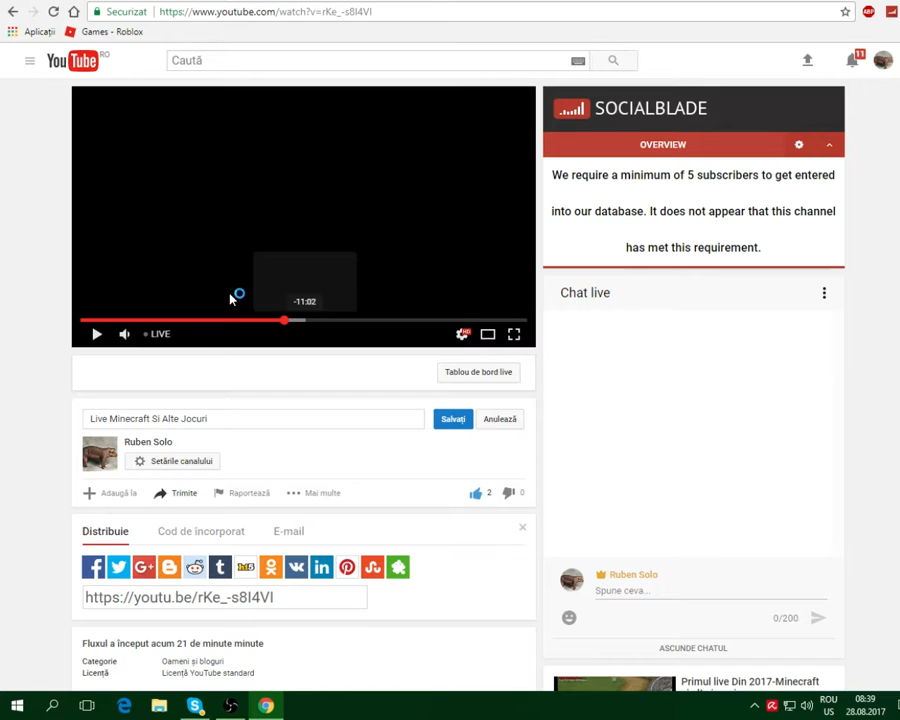 Securizat
https://www.youtube.com/watch?v=rKe_-s8I4VI
Aplicații
Games - Roblox
YouTube RO
Caută
11
SOCIALBLADE
OVERVIEW
We require a minimum of 5 subscribers to get entered
into our database. It does not appear that this channel
has met this requirement.
-11:02
LIVE
HD
Chat live
Tablou de bord live
Live Minecraft Si Alte Jocuri
Salvați
Anulează
Ruben Solo
Setările canalului
Adaugă la
Trimite
Raportează
Mai multe
2
0
Distribuie
Cod de încorporat
E-mail
https://youtu.be/rKe_-s8I4VI
Ruben Solo
Spune ceva...
0/200
ASCUNDE CHATUL
Fluxul a început acum 21 de minute minute
Categorie
Oameni și bloguri
Licență
Licență YouTube standard
Primul live Din 2017-Minecraft
ROU
US
08:39
28.08.2017